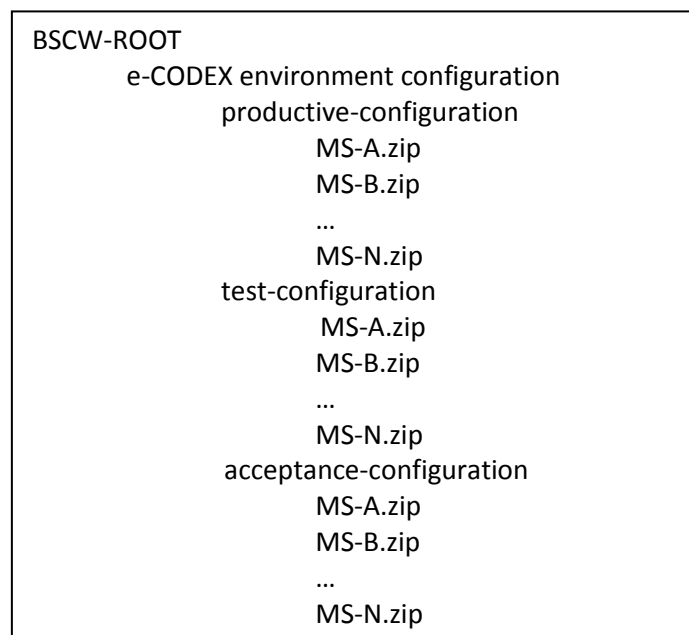 BSCW-ROOT
e-CODEX environment configuration
productive-configuration
MS-A.zip
MS-B.zip
...
MS-N.zip
test-configuration
MS-A.zip
MS-B.zip
...
MS-N.zip
acceptance-configuration
MS-A.zip
MS-B.zip
...
MS-N.zip